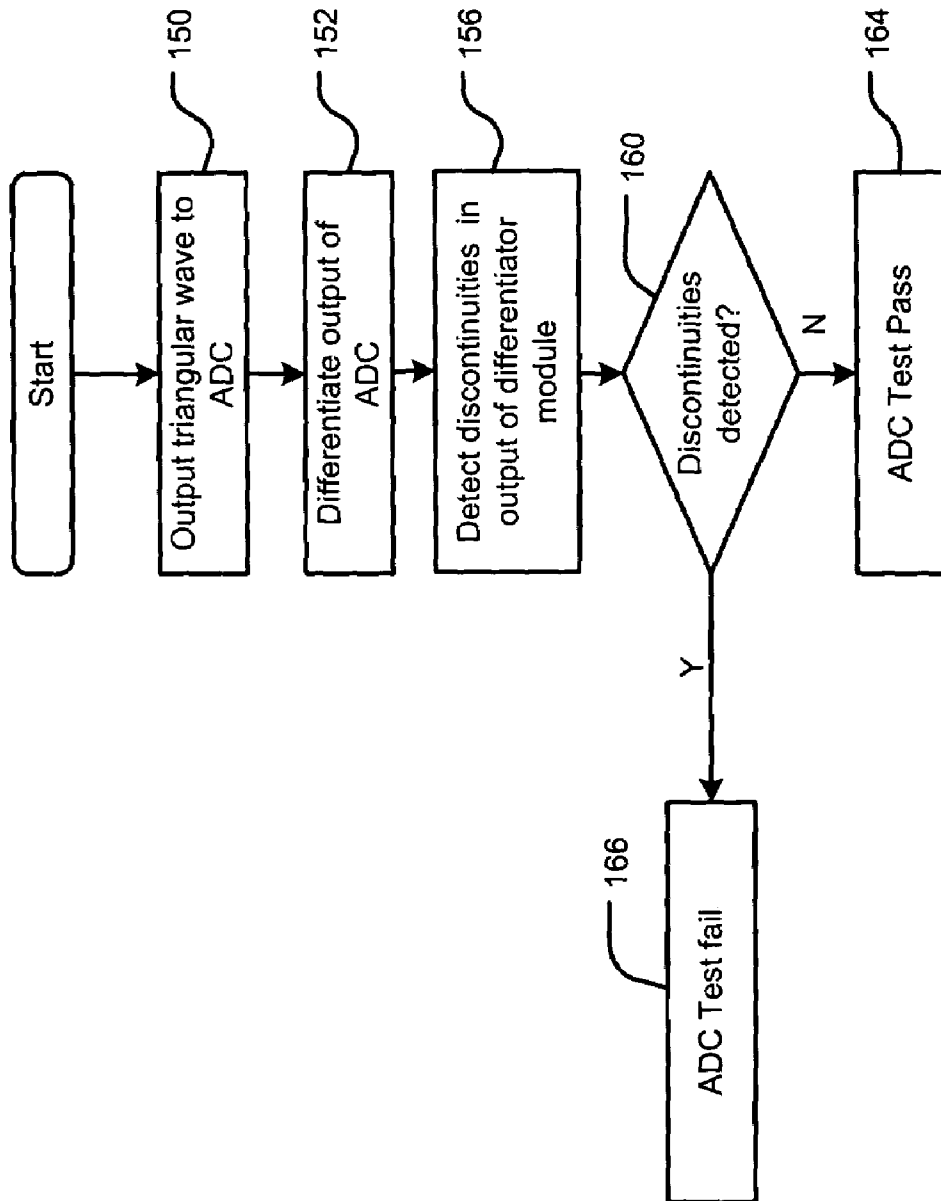 Start
Output triangular wave to
ADC
150
Differentiate output of
ADC
152
Detect discontinuities in
output of differentiator
module
156
Discontinuities
detected?
160
Y
N
ADC Test fail
166
ADC Test Pass
164